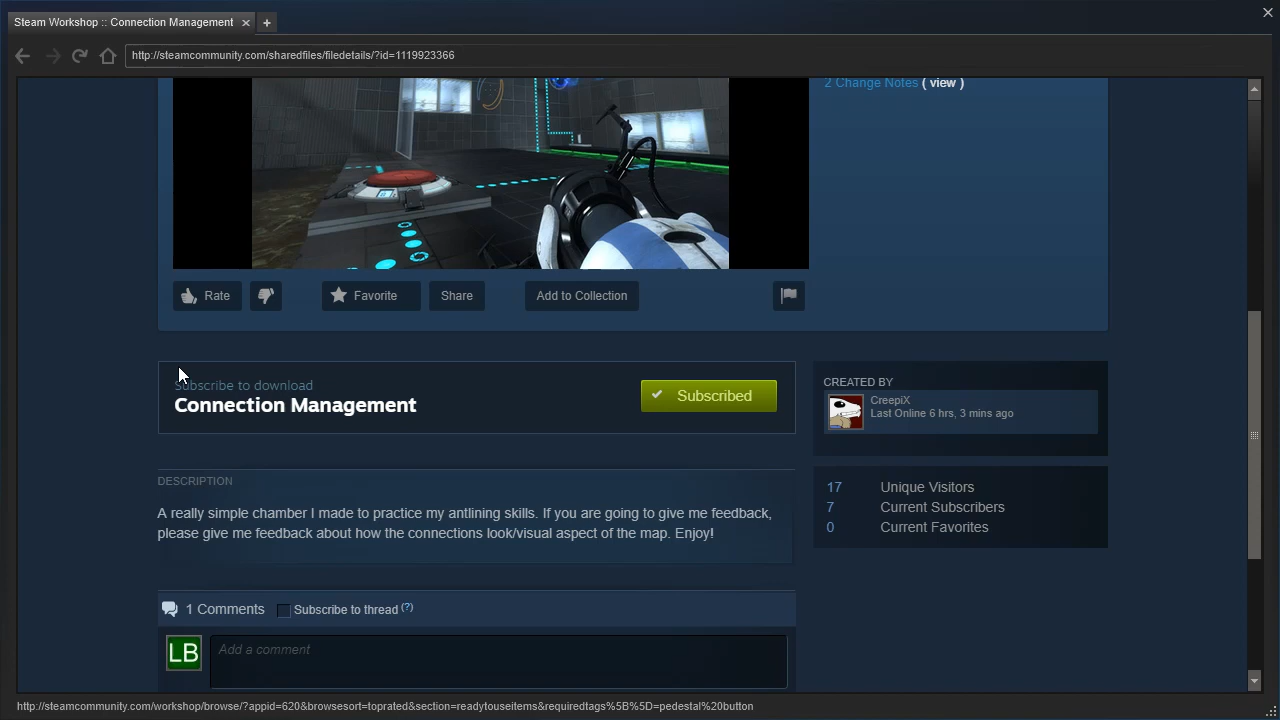 Steam Workshop :: Connection Management
http://steamcommunity.com/sharedfiles/filedetails/?id=1119923366
2 Change Notes ( view )
Rate
Favorite
Share
Add to Collection
Subscribe to download
Connection Management
Subscribed
CREATED BY
CreepiX
Last Online 6 hrs, 3 mins ago
17 Unique Visitors
7 Current Subscribers
0 Current Favorites
DESCRIPTION
A really simple chamber I made to practice my antlining skills. If you are going to give me feedback,
please give me feedback about how the connections look/visual aspect of the map. Enjoy!
1 Comments
Subscribe to thread (?)
LB
Add a comment
http://steamcommunity.com/workshop/browse/?appid=620&browsesort=toprated&section=readytouseitems&requiredtags%5B%5D=pedestal%20button